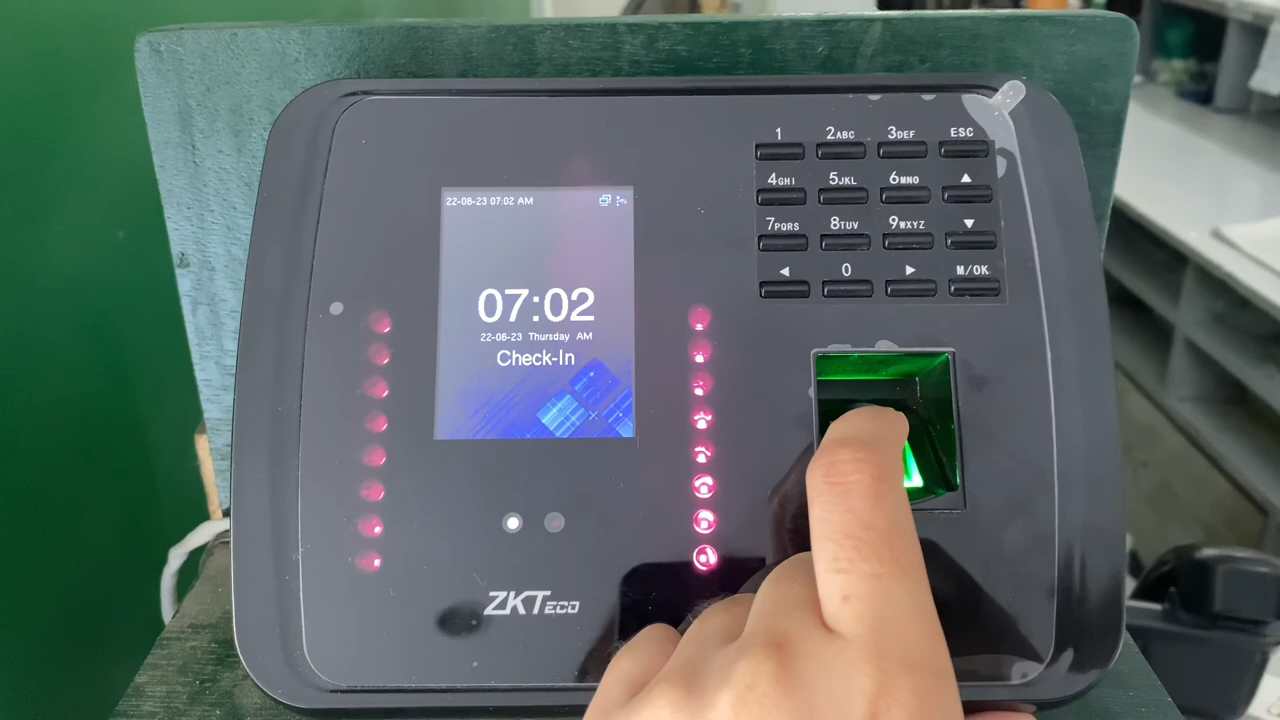 1 2ABC 3DEF ESC
4GHI 5JKL 6MNO ▲
7PQRS 8TUV 9WXYZ ▼
◀ 0 ▶ M/OK
22-06-23 07:02 AM
07:02
22-06-23 Thursday AM
Check-In
ZKTECO